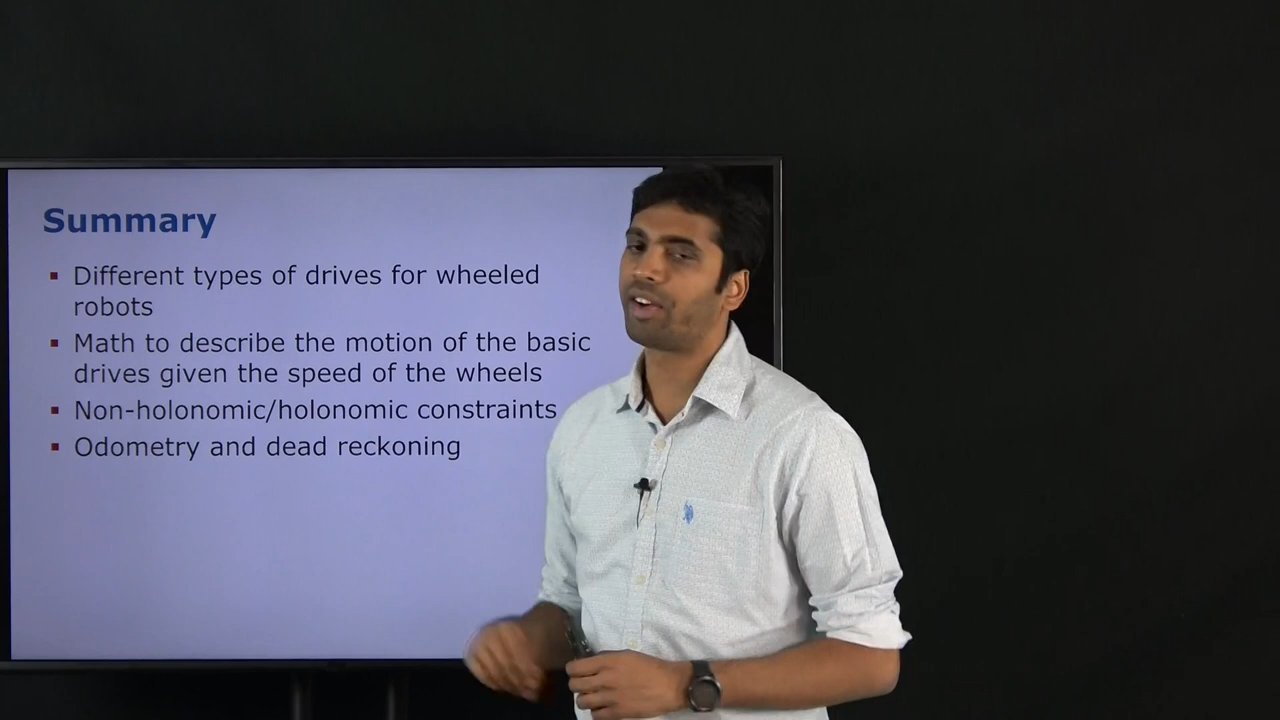 Summary
▪ Different types of drives for wheeled
robots
▪ Math to describe the motion of the basic
drives given the speed of the wheels
▪ Non-holonomic/holonomic constraints
▪ Odometry and dead reckoning